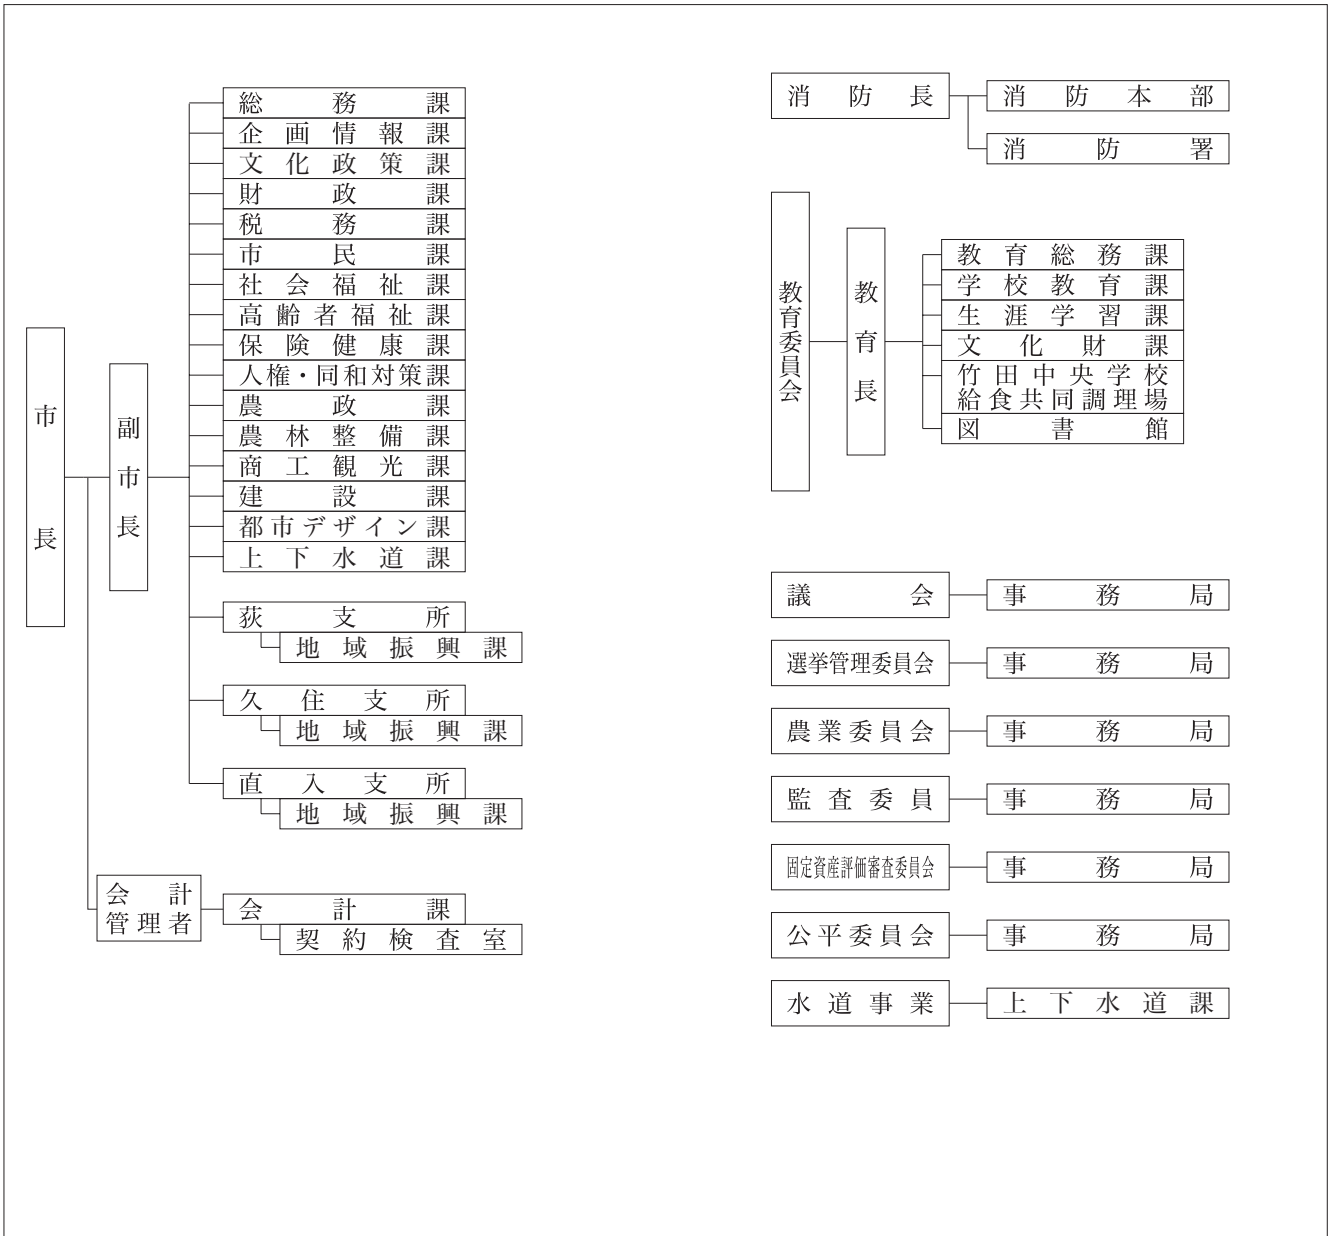 市長
副市長
総務課
企画情報課
文化政策課
財政課
税務課
市民課
社会福祉課
高齢者福祉課
保険健康課
人権・同和対策課
農政課
農林整備課
商工観光課
建設課
都市デザイン課
上下水道課
荻支所
地域振興課
久住支所
地域振興課
直入支所
地域振興課
会計
管理者
会計課
契約検査室
消防長
消防本部
消防署
教育委員会
教育長
教育総務課
学校教育課
生涯学習課
文化財課
竹田中央学校
給食共同調理場
図書館
議会
事務局
選挙管理委員会
事務局
農業委員会
事務局
監査委員
事務局
固定資産評価審査委員会
事務局
公平委員会
事務局
水道事業
上下水道課